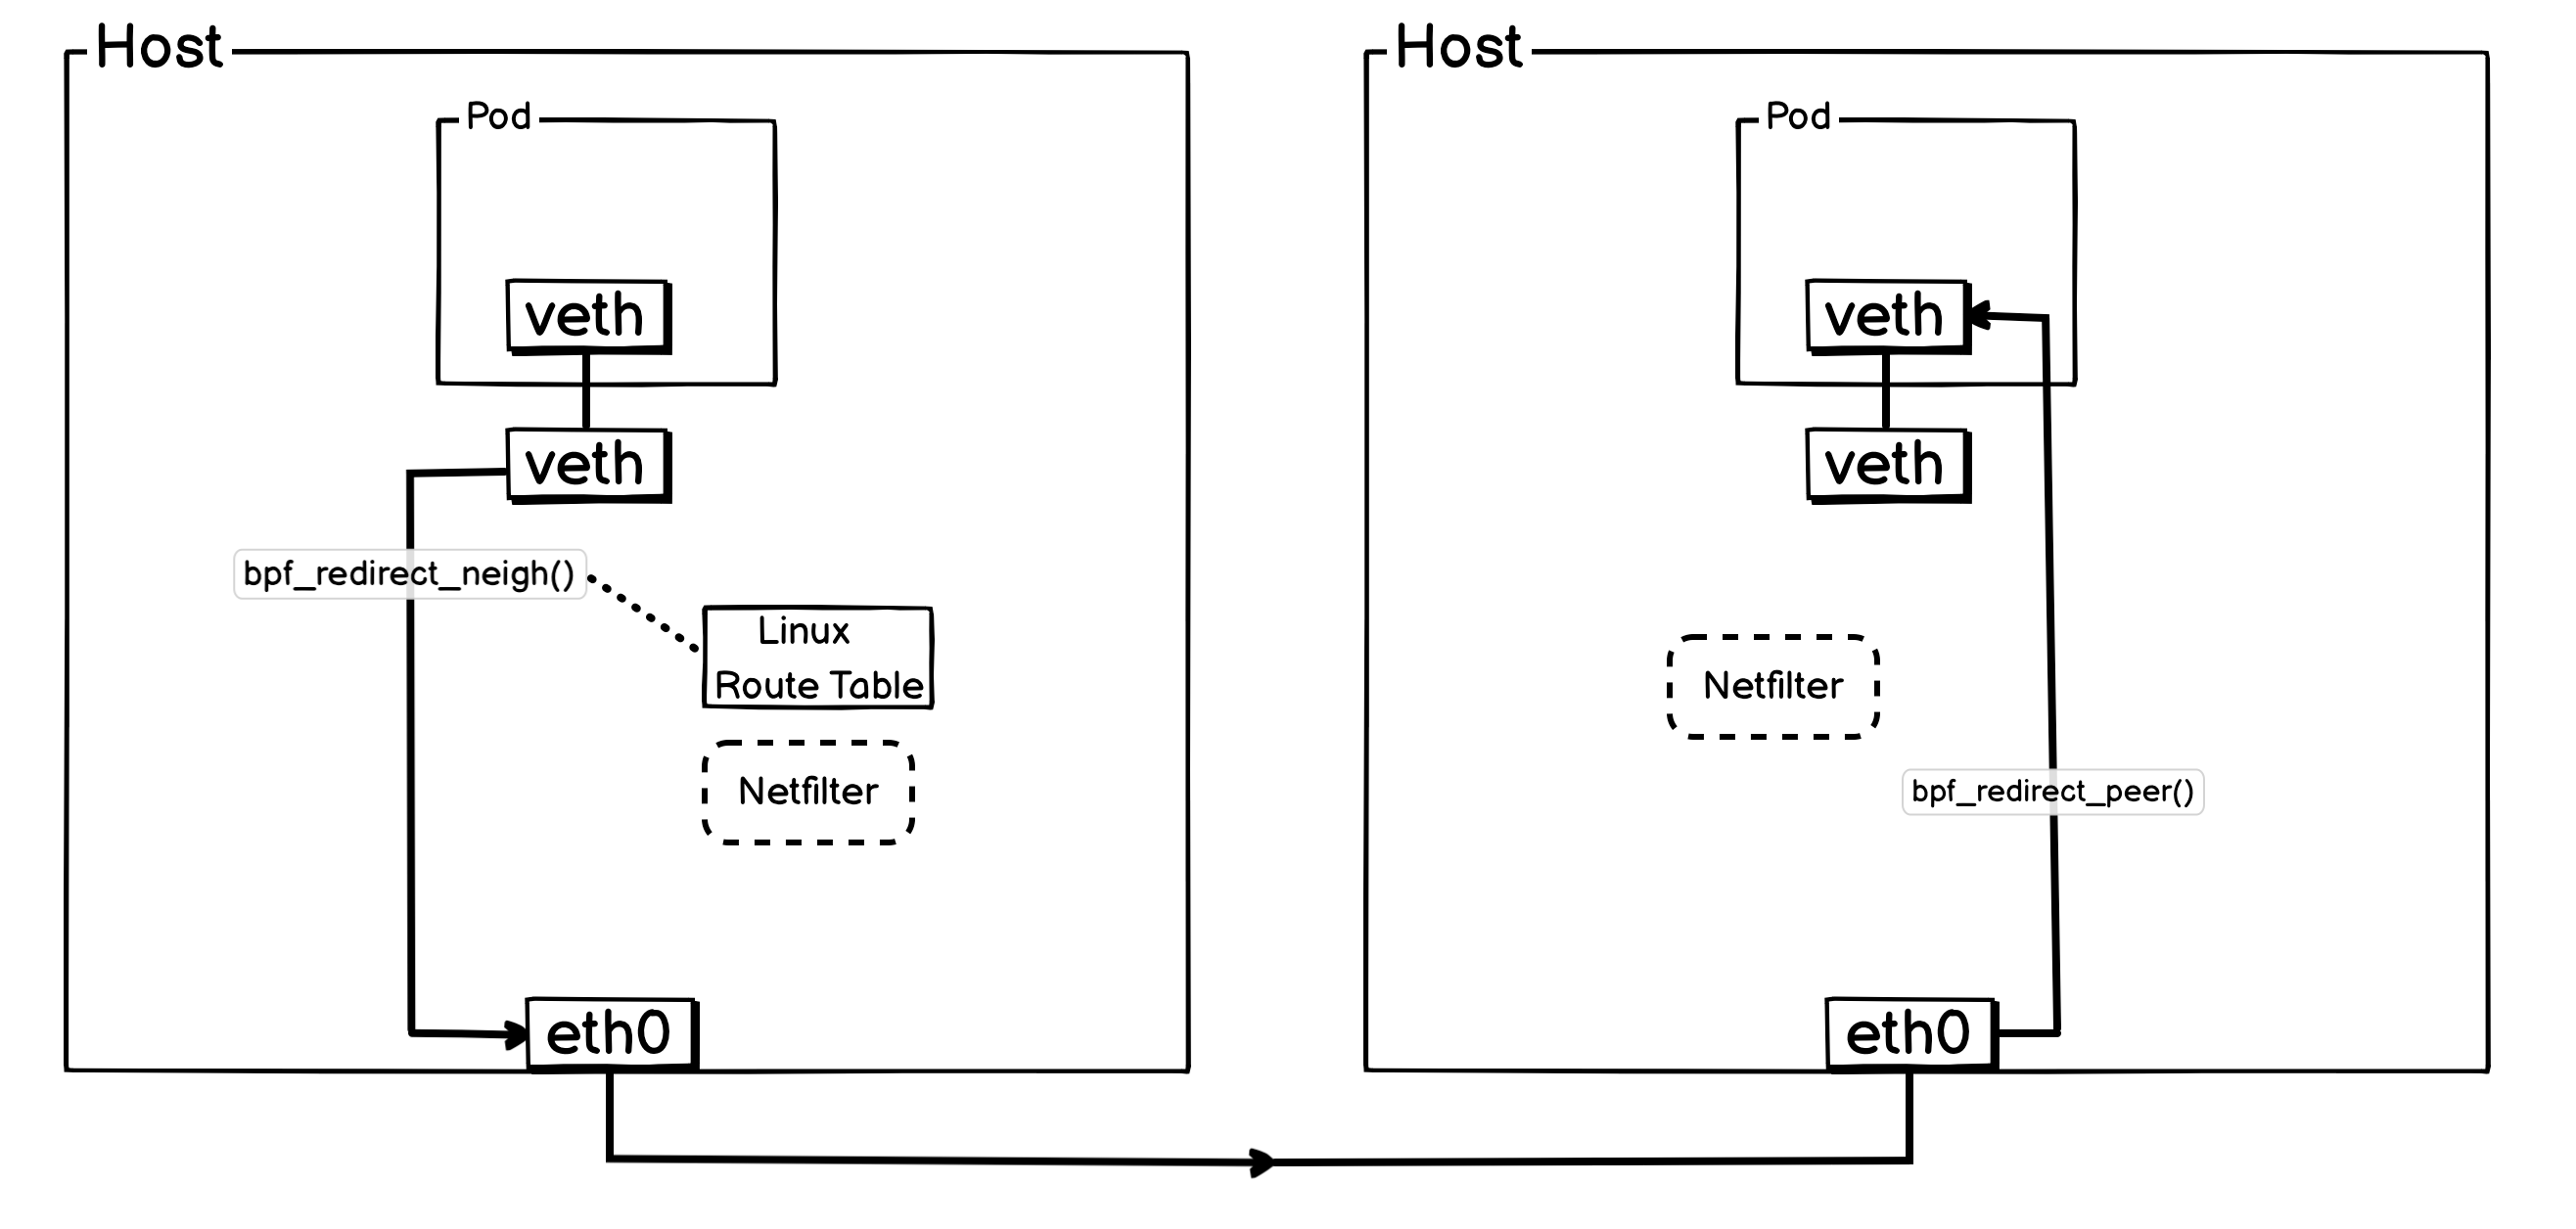 Host
Pod
veth
veth
bpf_redirect_neigh()
Linux
Route Table
Netfilter
eth0
Host
Pod
veth
veth
Netfilter
bpf_redirect_peer()
eth0